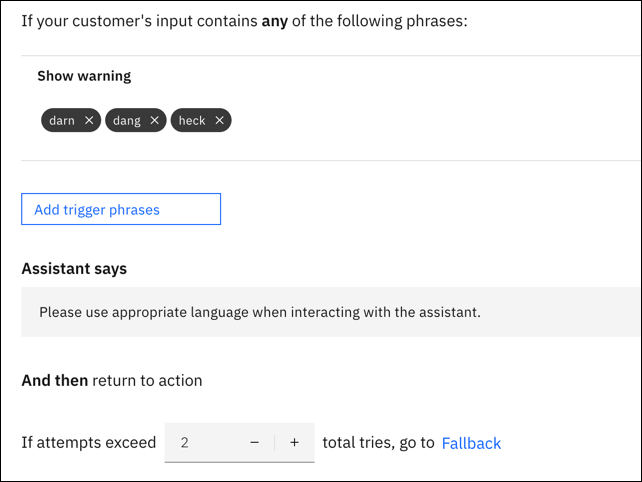 If your customer's input contains any of the following phrases:
Show warning
darn × dang × heck ×
Add trigger phrases
Assistant says
Please use appropriate language when interacting with the assistant.
And then return to action
If attempts exceed 2 − + total tries, go to Fallback